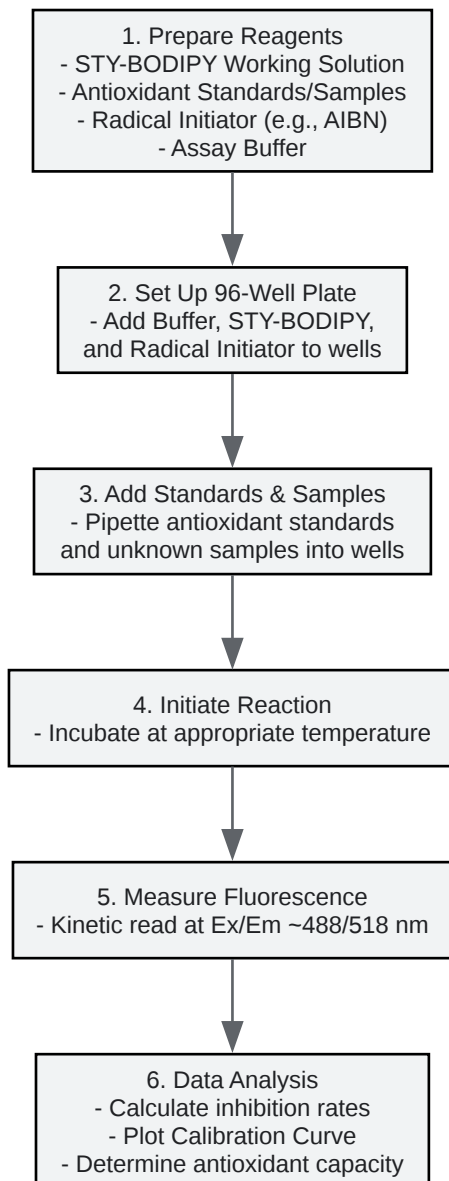 1. Prepare Reagents
- STY-BODIPY Working Solution
- Antioxidant Standards/Samples
- Radical Initiator (e.g., AIBN)
- Assay Buffer
2. Set Up 96-Well Plate
- Add Buffer, STY-BODIPY,
and Radical Initiator to wells
3. Add Standards & Samples
- Pipette antioxidant standards
and unknown samples into wells
4. Initiate Reaction
- Incubate at appropriate temperature
5. Measure Fluorescence
- Kinetic read at Ex/Em ~488/518 nm
6. Data Analysis
- Calculate inhibition rates
- Plot Calibration Curve
- Determine antioxidant capacity